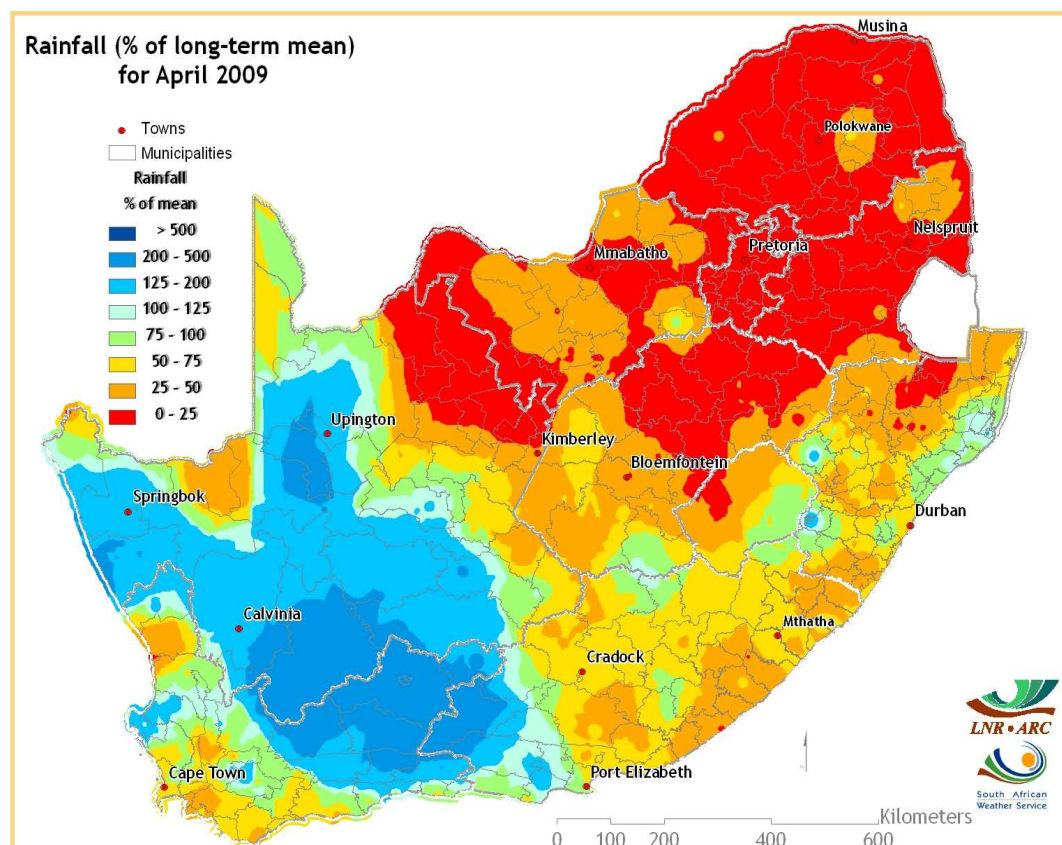 Rainfall (% of long-term mean)
for April 2009
Towns
Municipalities
Rainfall
% of mean
> 500
200 - 500
125 - 200
100 - 125
75 - 100
50 - 75
25 - 50
0 - 25
Musina
Polokwane
Nelspruit
Pretoria
Mmabatho
Upington
Kimberley
Bloemfontein
Springbok
Durban
Calvinia
Mthatha
Cradock
Cape Town
Port Elizabeth
LNR•ARC
South African
Weather Service
Kilometers
0 50 100 200 400 600